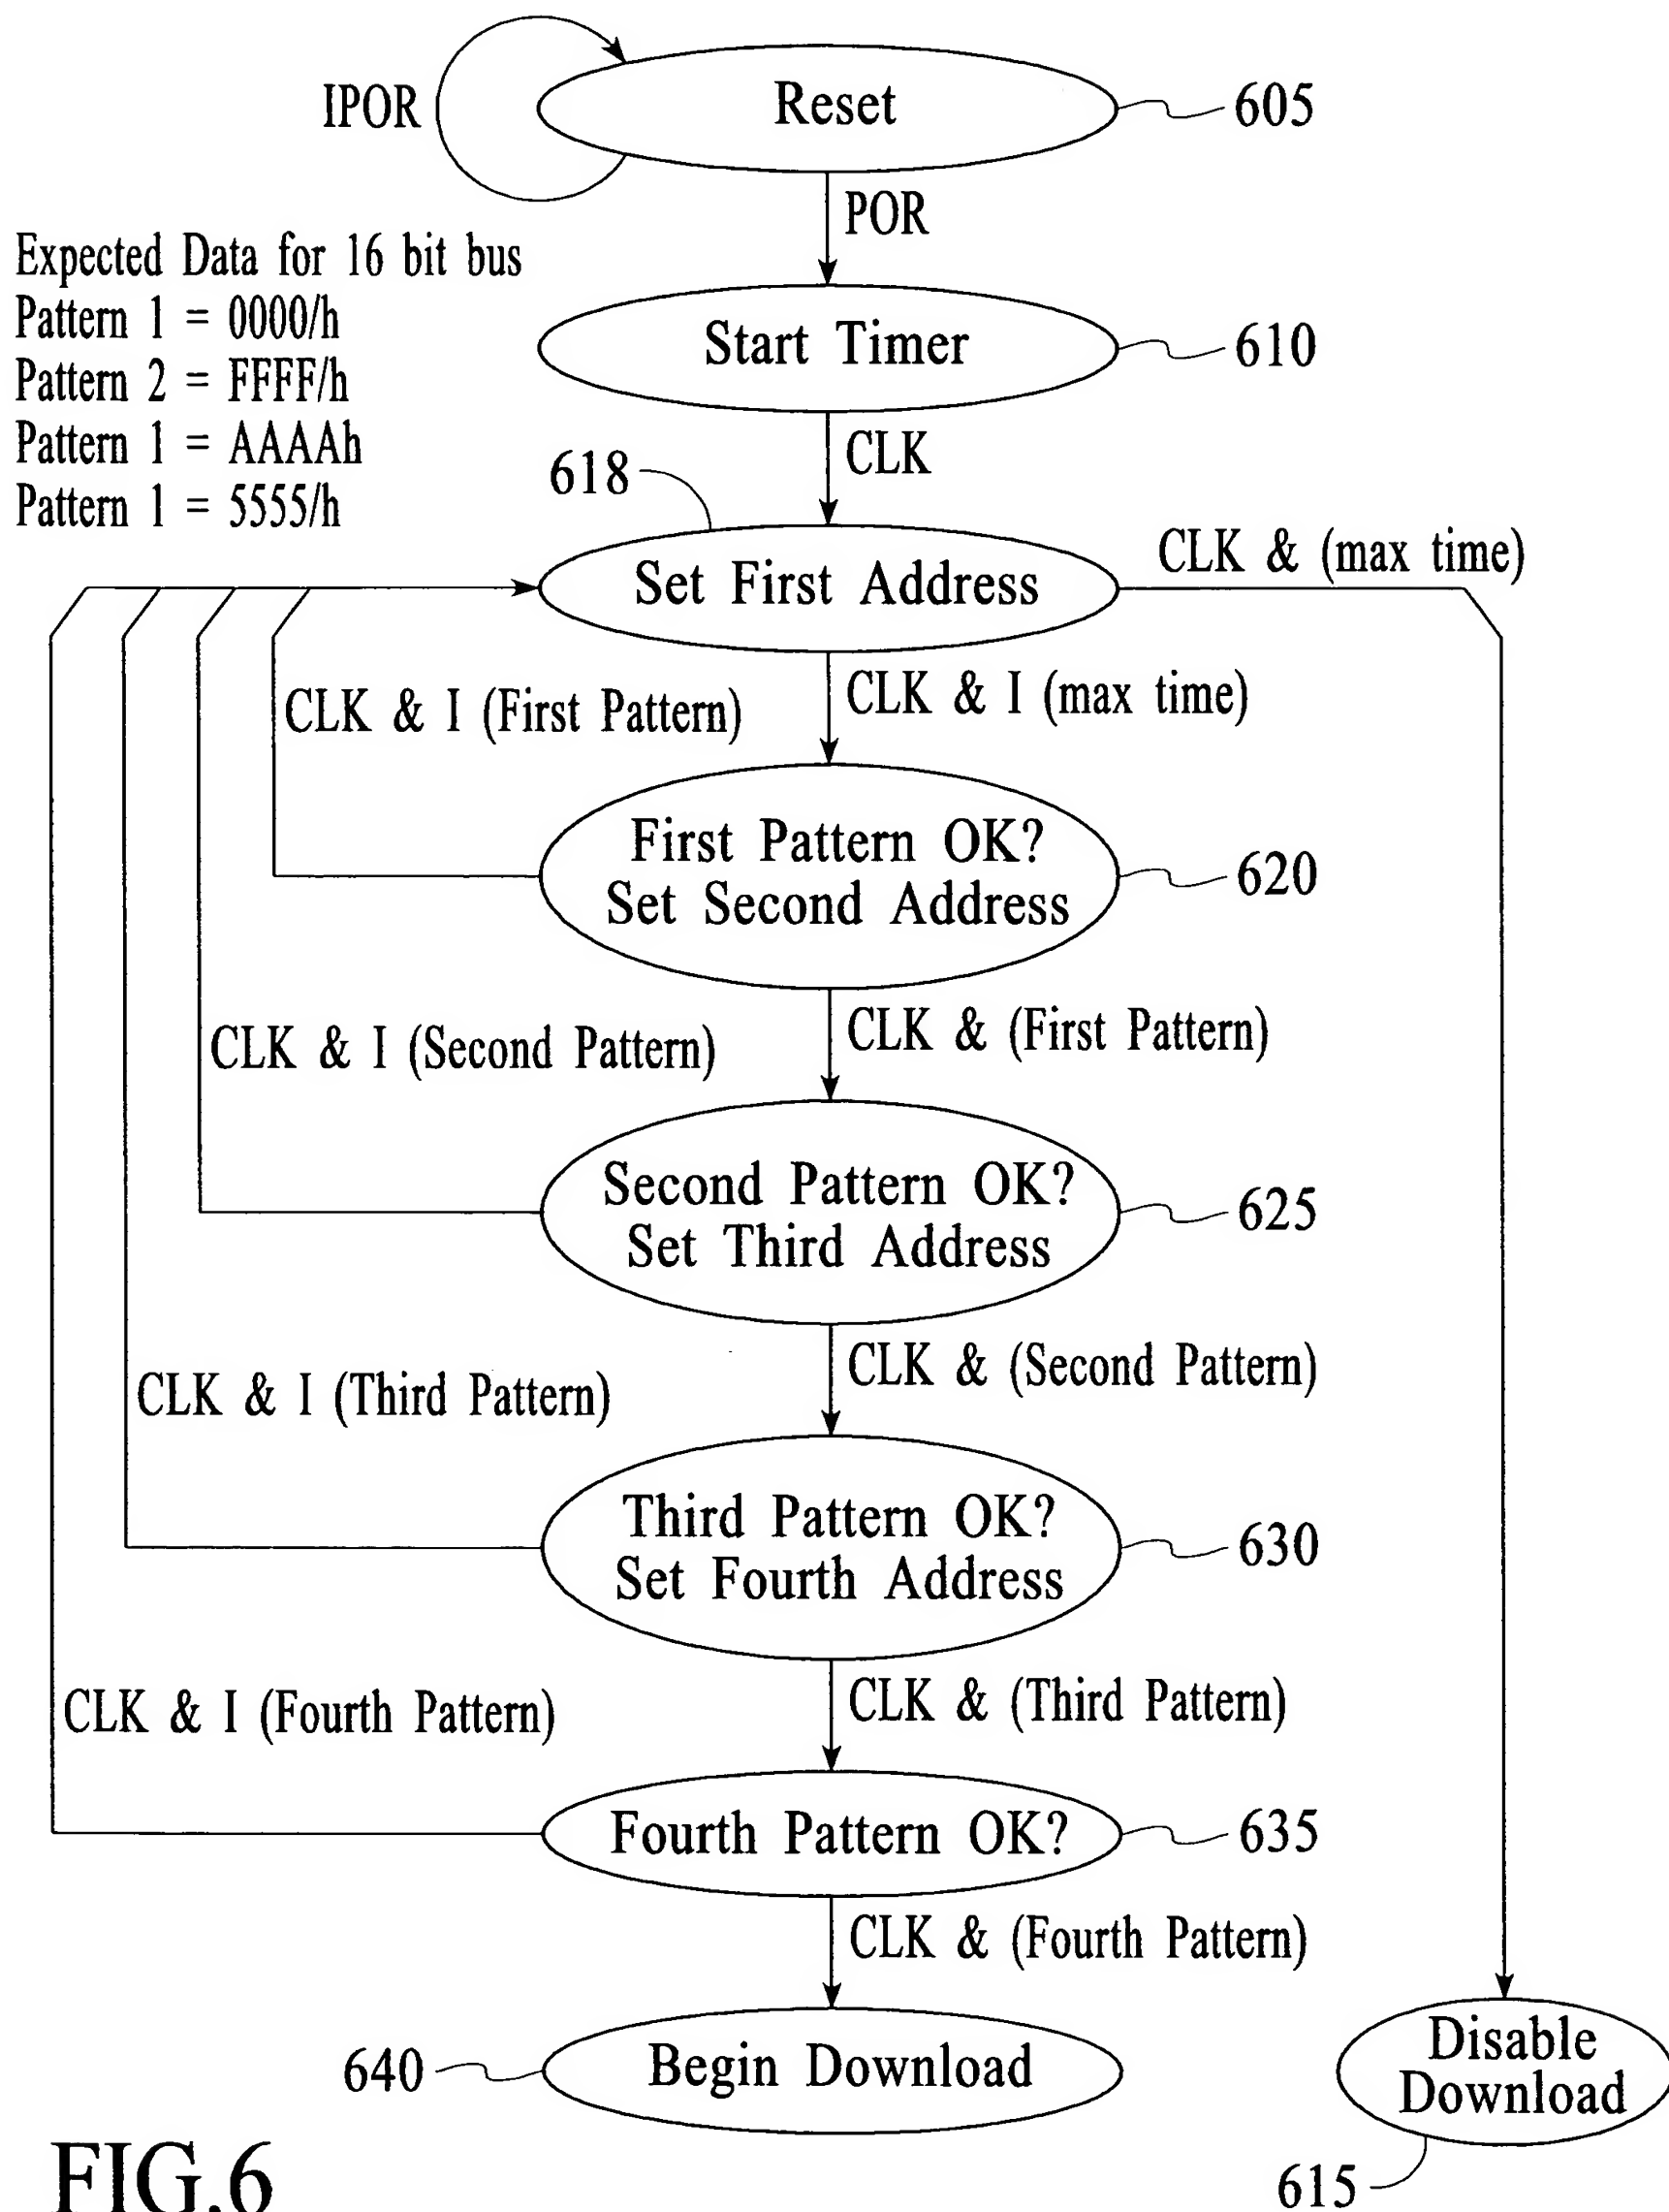 IPOR
Reset
605
POR
Expected Data for 16 bit bus
Pattern 1 = 0000/h
Pattern 2 = FFFF/h
Pattern 1 = AAAAh
Pattern 1 = 5555/h
Start Timer
610
CLK
618
Set First Address
CLK & (max time)
CLK & I (First Pattern)
CLK & I (max time)
First Pattern OK?
Set Second Address
620
CLK & I (Second Pattern)
CLK & (First Pattern)
Second Pattern OK?
Set Third Address
625
CLK & I (Third Pattern)
CLK & (Second Pattern)
Third Pattern OK?
Set Fourth Address
630
CLK & I (Fourth Pattern)
CLK & (Third Pattern)
Fourth Pattern OK?
635
CLK & (Fourth Pattern)
640
Begin Download
Disable
Download
615
FIG.6